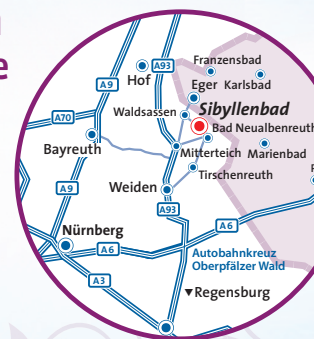 e
A93
Franzensbad
A9
Hof
Eger
Karlsbad
Waldsassen
Sibyllenbad
A70
Bad Neualbenreuth
Bayreuth
Mitterteich
Marienbad
Tirschenreuth
A9
Weiden
A93
Nürnberg
A6
A6
Autobahnkreuz
Oberpfälzer Wald
A3
Regensburg